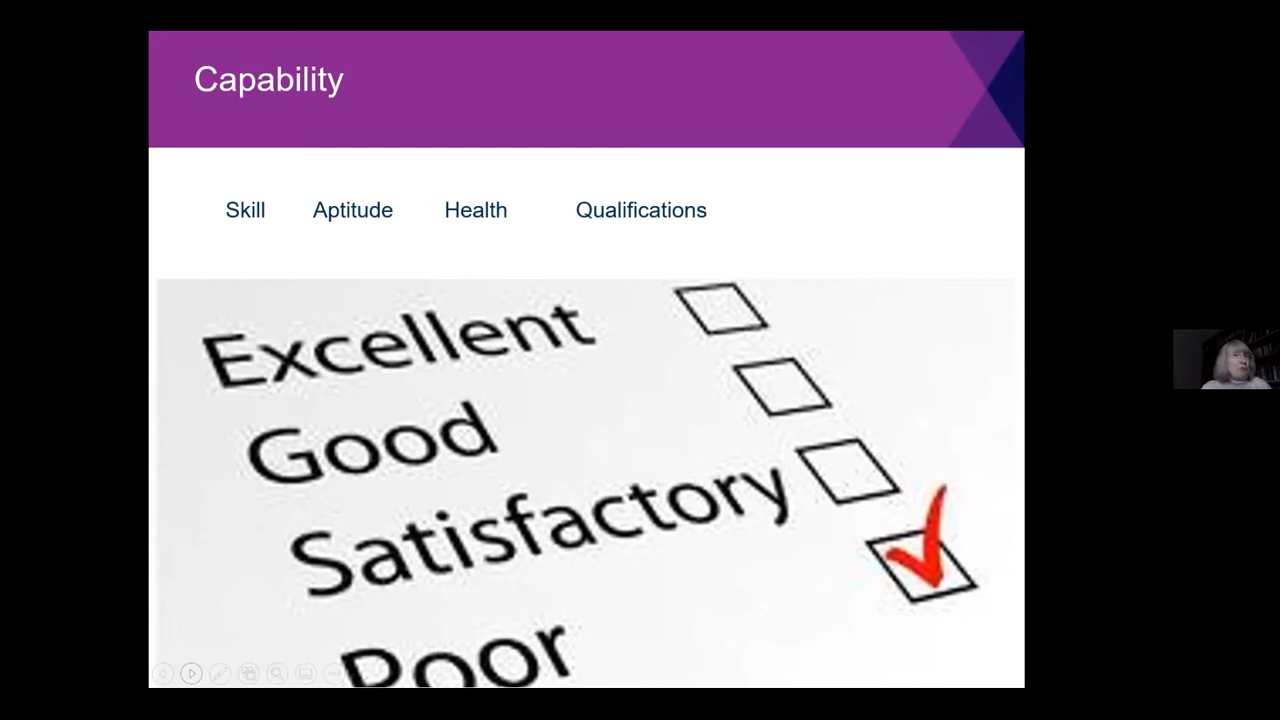 Capability
Skill Aptitude Health Qualifications
Excellent
Good
Satisfactory
Poor